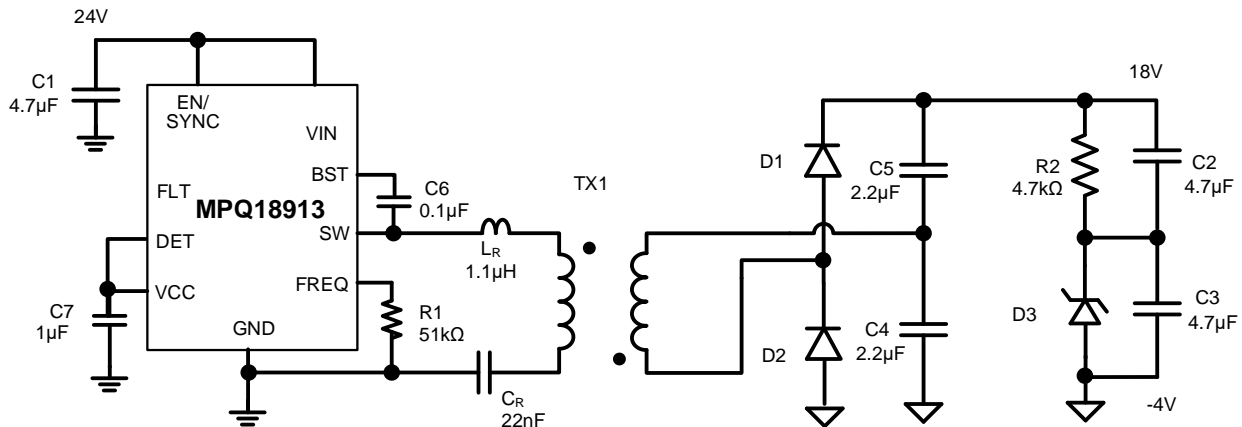 24V
C1
4.7µF
EN/
SYNC
VIN
BST
FLT
MPQ18913
DET
SW
VCC
FREQ
GND
C7
1µF
C6
0.1µF
LR
1.1µH
R1
51kΩ
CR
22nF
TX1
D1
D2
C5
2.2µF
C4
2.2µF
18V
R2
4.7kΩ
C2
4.7µF
D3
C3
4.7µF
-4V